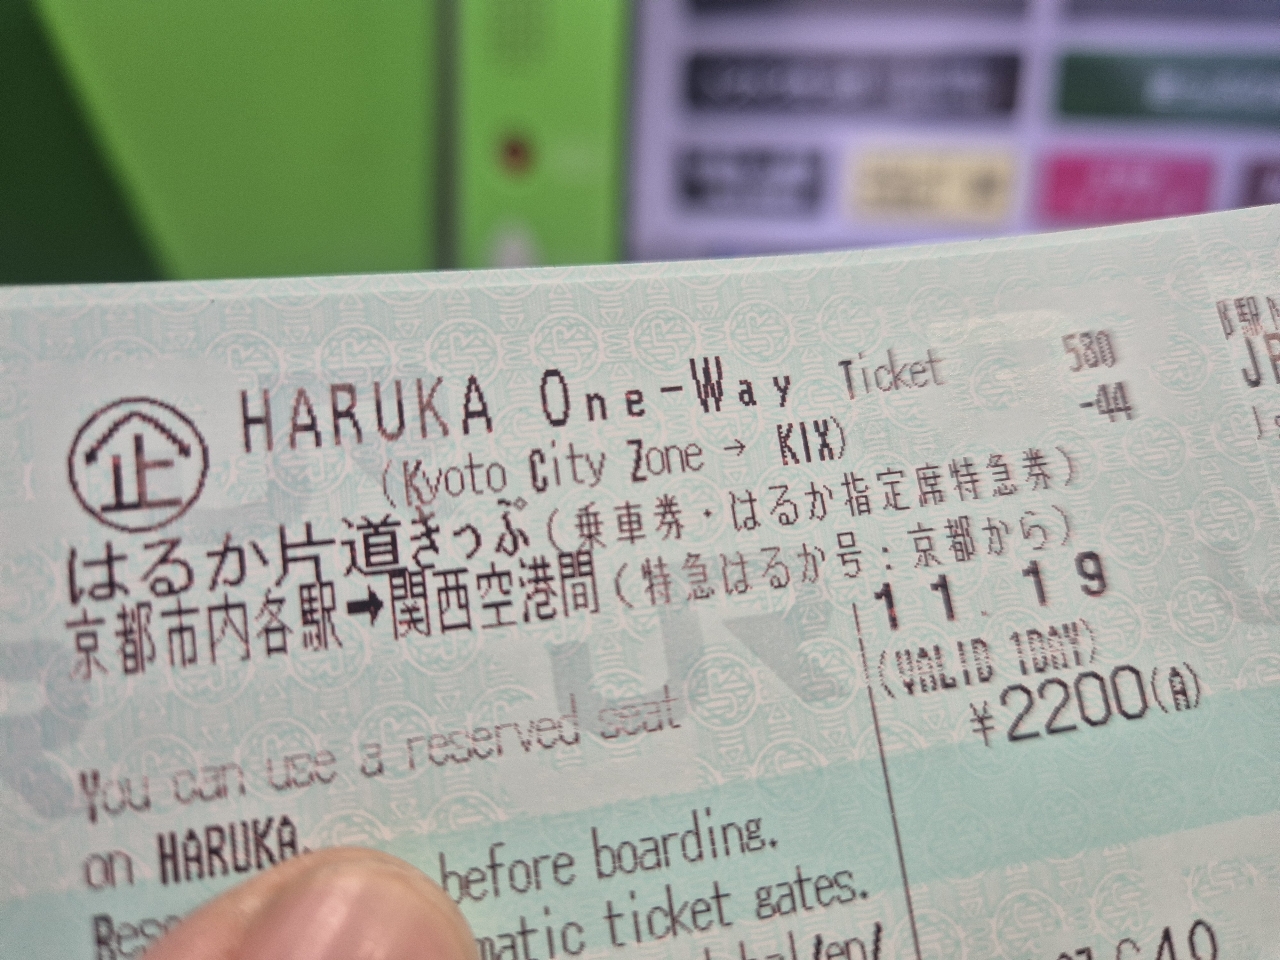 HARUKA One-Way Ticket
580
-44
(Kyoto City Zone → KIX)
はるか片道きっぷ(乗車券・はるか指定席特急券)
京都市内各駅➡関西空港間(特急はるか号:京都から)
11.19
(VALID 1DAY)
¥2200(A)
You can use a reserved seat
on HARUKA
before boarding.
ticket gates.